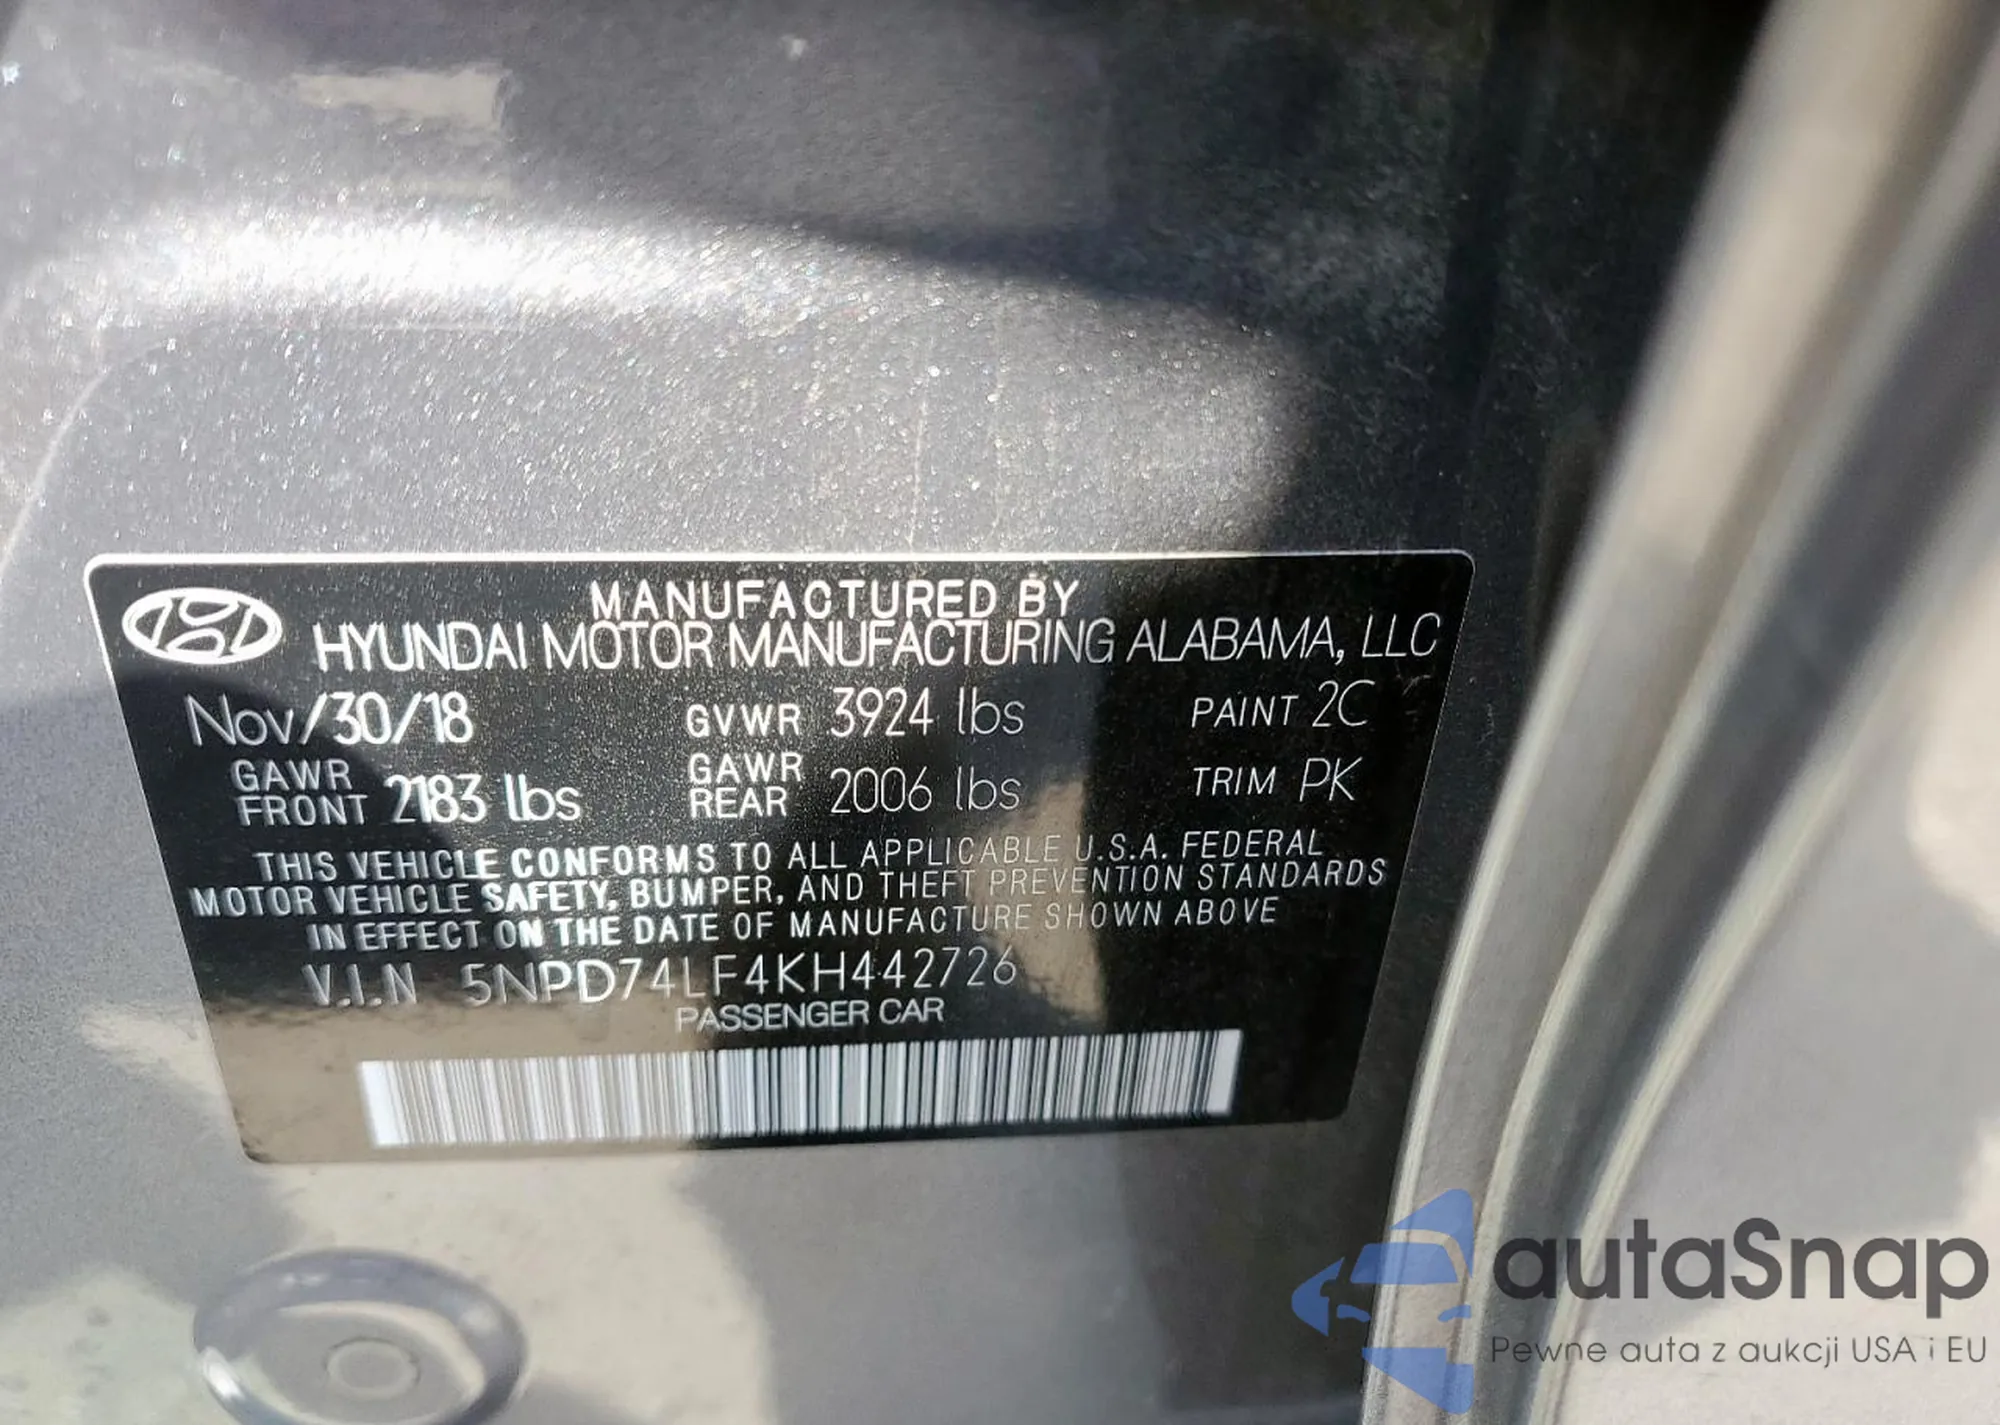 MANUFACTURED BY
HYUNDAI MOTOR MANUFACTURING ALABAMA, LLC
Nov/30/18 GVWR 3924 lbs PAINT 2C
GAWR FRONT 2183 lbs GAWR REAR 2006 lbs TRIM PK
THIS VEHICLE CONFORMS TO ALL APPLICABLE U.S.A. FEDERAL
MOTOR VEHICLE SAFETY, BUMPER, AND THEFT PREVENTION STANDARDS
IN EFFECT ON THE DATE OF MANUFACTURE SHOWN ABOVE
V.I.N 5NPD74LF4KH442726
PASSENGER CAR
autaSnap
Pewne auta z aukcji USA i EU